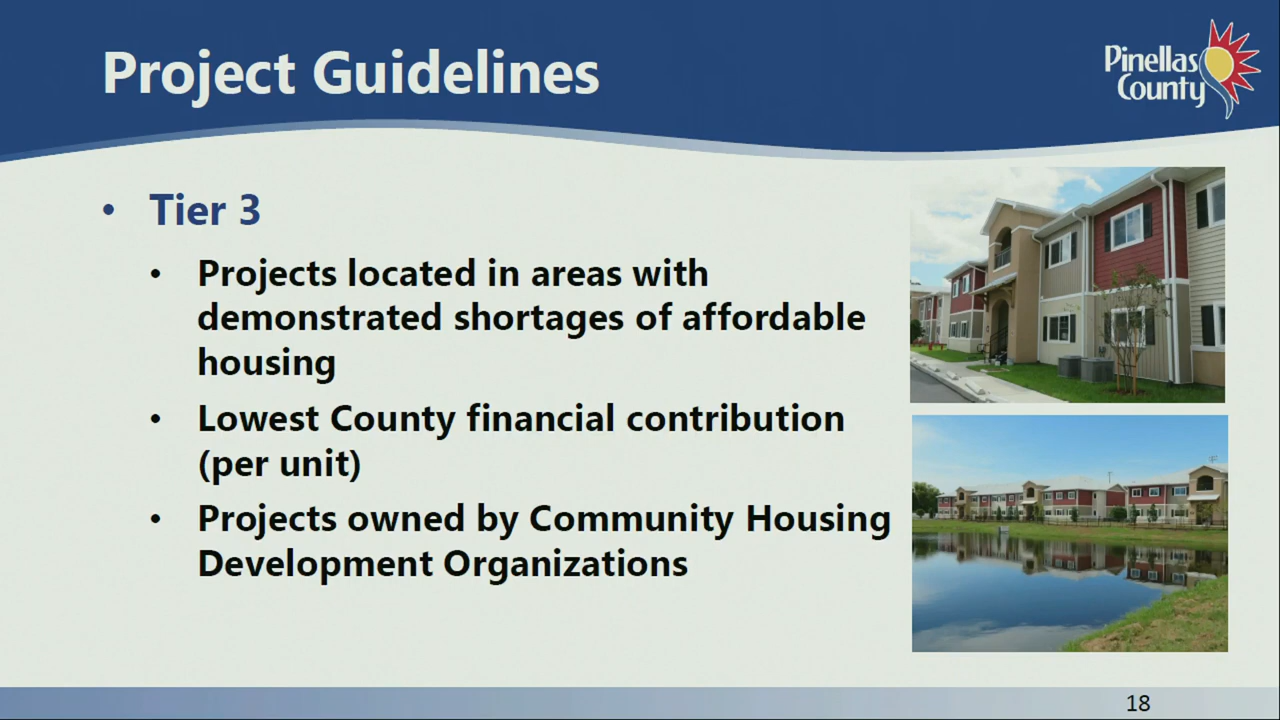 Project Guidelines
Pinellas
County
• Tier 3
• Projects located in areas with
demonstrated shortages of affordable
housing
• Lowest County financial contribution
(per unit)
• Projects owned by Community Housing
Development Organizations
18